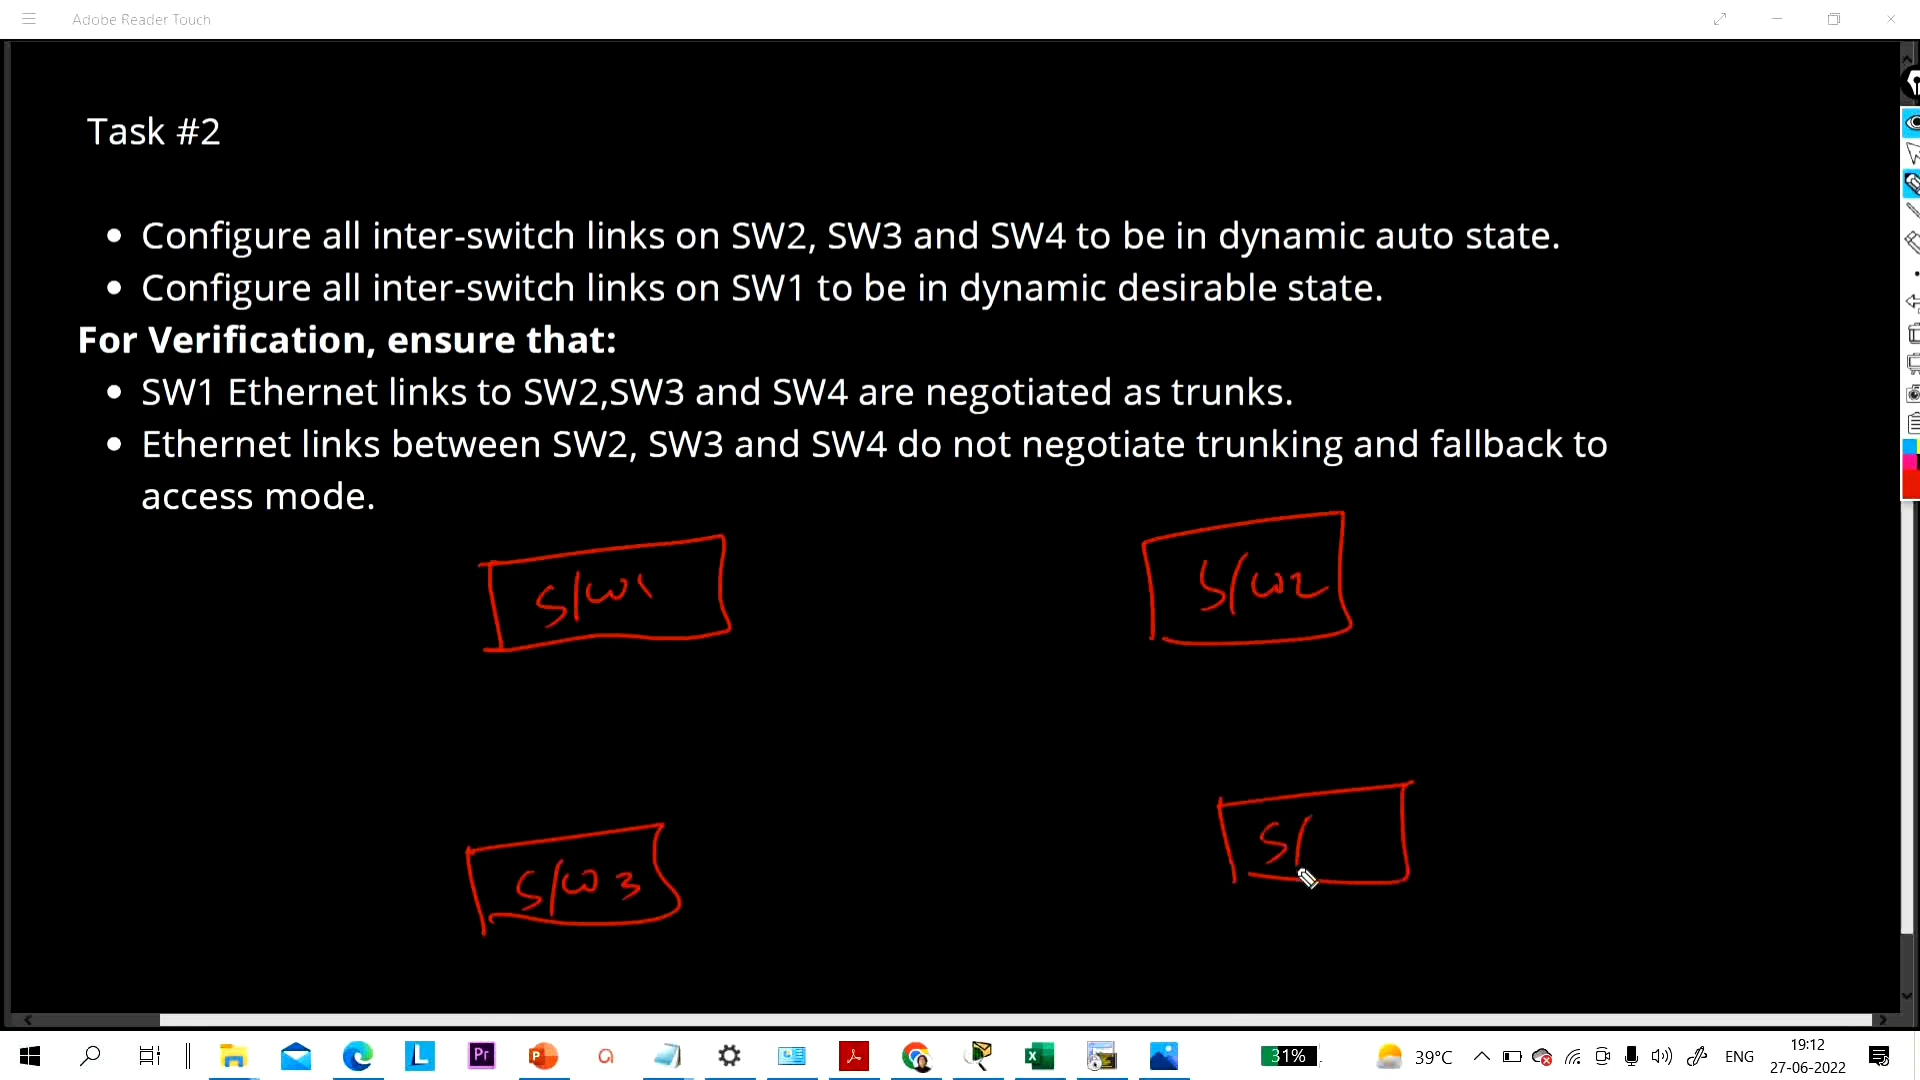 Adobe Reader Touch
Task #2
• Configure all inter-switch links on SW2, SW3 and SW4 to be in dynamic auto state.
• Configure all inter-switch links on SW1 to be in dynamic desirable state.
For Verification, ensure that:
• SW1 Ethernet links to SW2,SW3 and SW4 are negotiated as trunks.
• Ethernet links between SW2, SW3 and SW4 do not negotiate trunking and fallback to
access mode.
S/W1
S/W2
S/W3
S/
31%
39°C
ENG
19:12
27-06-2022